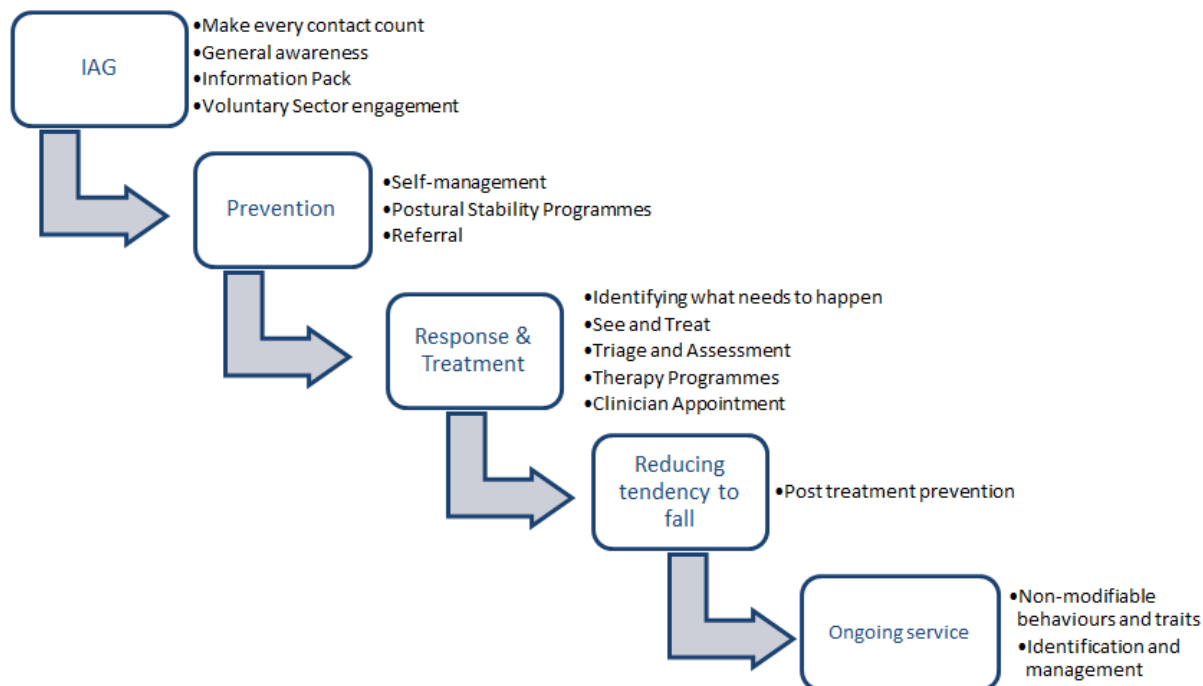 IAG
•Make every contact count
•General awareness
•Information Pack
•Voluntary Sector engagement
Prevention
•Self-management
•Postural Stability Programmes
•Referral
Response &
Treatment
•Identifying what needs to happen
•See and Treat
•Triage and Assessment
•Therapy Programmes
•Clinician Appointment
Reducing
tendency to
fall
•Post treatment prevention
Ongoing service
•Non-modifiable
behaviours and traits
•Identification and
management